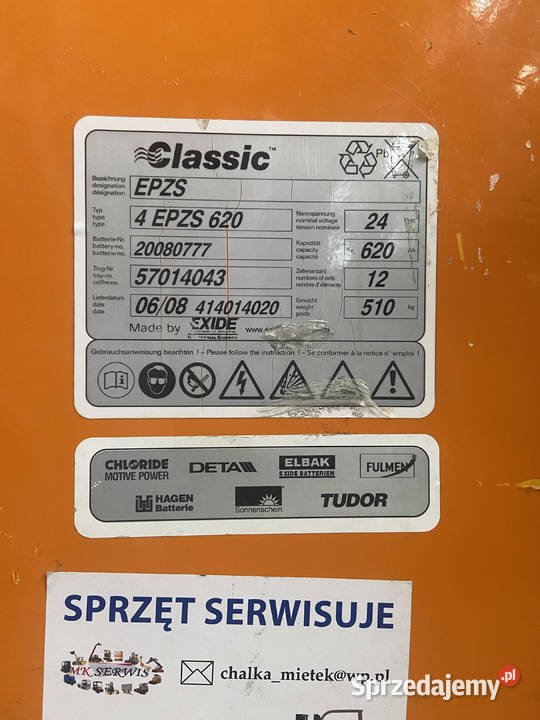 Classic™
Pb
Bezeichnung
designation
désignation
EPZS
Typ
type
type
4 EPZS 620
Nennspannung
nominal voltage
tension nominale
24
Volt
Batterie-Nr.
battery-no.
batterie-no.
20080777
Kapazität
capacity
capacité
620
Ah
Trog-Nr.
tray-no.
coffre-no.
57014043
Zellenanzahl
numbers of cells
nombre d' éléments
12
Lieferdatum
date
date
06/08 414014020
Gewicht
weight
poids
510
kg
Made by EXIDE
Gebrauchsanweisung beachten ! – Please follow the instruction ! – Se conformer à la notice d' emploi !
CHLORIDE
MOTIVE POWER
DETA
ELBAK
EXIDE BATTERIEN
FULMEN
HAGEN
Batterie
Sonnenschein
TUDOR
SPRZĘT SERWISUJE
MK SERWIS
chalka_mietek@wp.pl
Sprzedajemy.pl